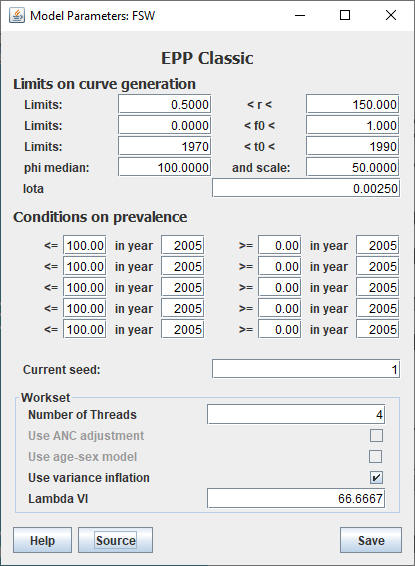 Model Parameters: FSW
EPP Classic
Limits on curve generation
Limits: 0.5000 < r < 150.000
Limits: 0.0000 < f0 < 1.000
Limits: 1970 < t0 < 1990
phi median: 100.0000 and scale: 50.0000
Iota 0.00250
Conditions on prevalence
<= 100.00 in year 2005 >= 0.00 in year 2005
<= 100.00 in year 2005 >= 0.00 in year 2005
<= 100.00 in year 2005 >= 0.00 in year 2005
<= 100.00 in year 2005 >= 0.00 in year 2005
<= 100.00 in year 2005 >= 0.00 in year 2005
Current seed: 1
Workset
Number of Threads 4
Use ANC adjustment
Use age-sex model
Use variance inflation
Lambda VI 66.6667
Help Source Save